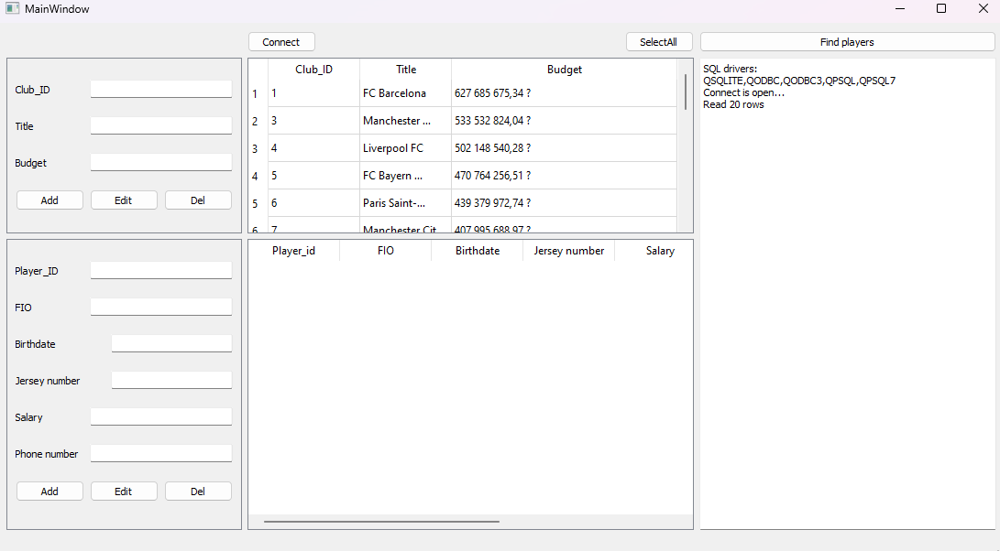 MainWindow
Connect
SelectAll
Find players
Club_ID
Title
Budget
Add Edit Del
Club_ID Title Budget
1 1 FC Barcelona 627 685 675,34 ?
2 3 Manchester ... 533 532 824,04 ?
3 4 Liverpool FC 502 148 540,28 ?
4 5 FC Bayern ... 470 764 256,51 ?
5 6 Paris Saint-... 439 379 972,74 ?
6 7 Manchester Cit 407 995 688,97 ?
SQL drivers:
QSQLITE,QODBC,QODBC3,QPSQL,QPSQL7
Connect is open...
Read 20 rows
Player_ID
FIO
Birthdate
Jersey number
Salary
Phone number
Add Edit Del
Player_id FIO Birthdate Jersey number Salary